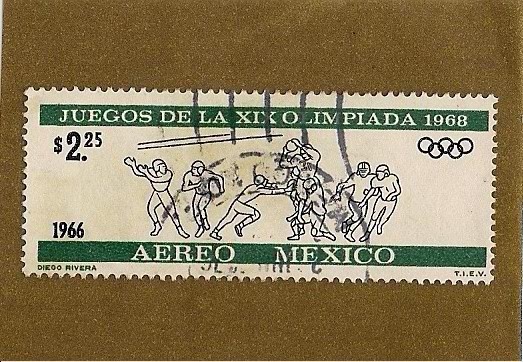 JUEGOS DE LA XIX OLIMPIADA 1968
$2.25
1966
AEREO MEXICO
DIEGO RIVERA
T.I.E.V.